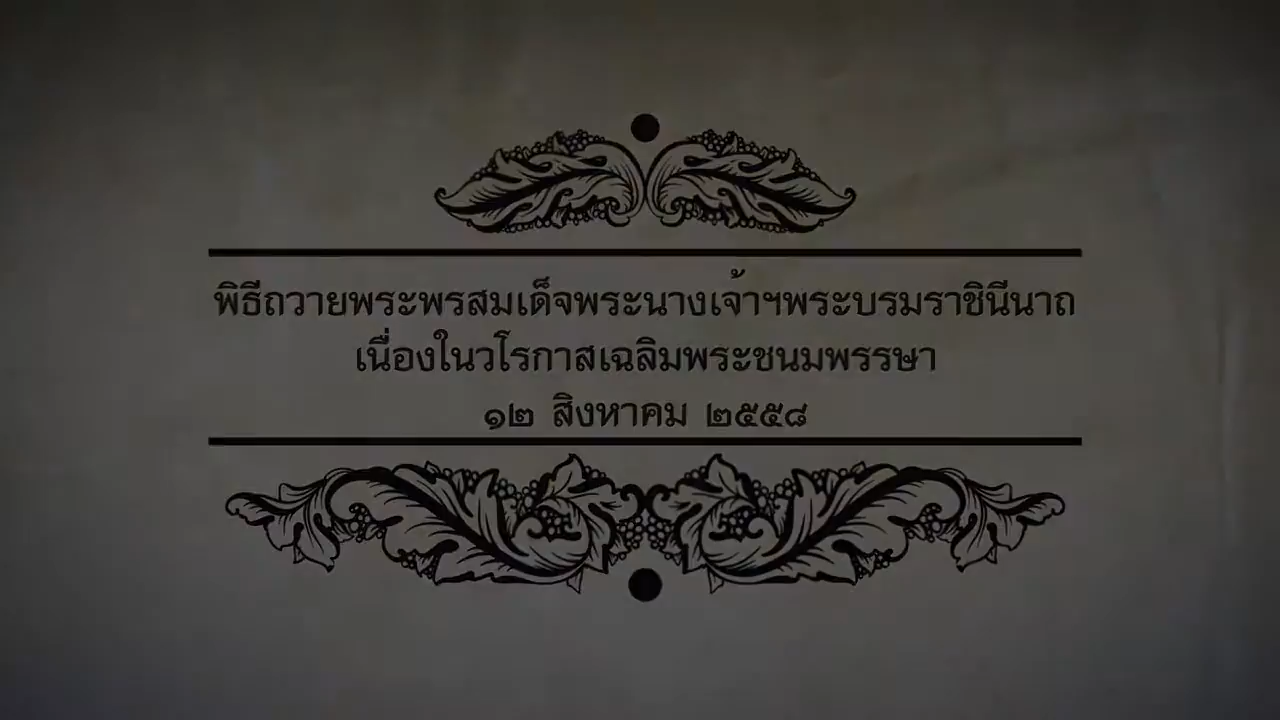 พิธีถวายพระพรสมเด็จพระนางเจ้าฯพระบรมราชินีนาถ
เนื่องในวโรกาสเฉลิมพระชนมพรรษา
๑๒ สิงหาคม ๒๕๕๘